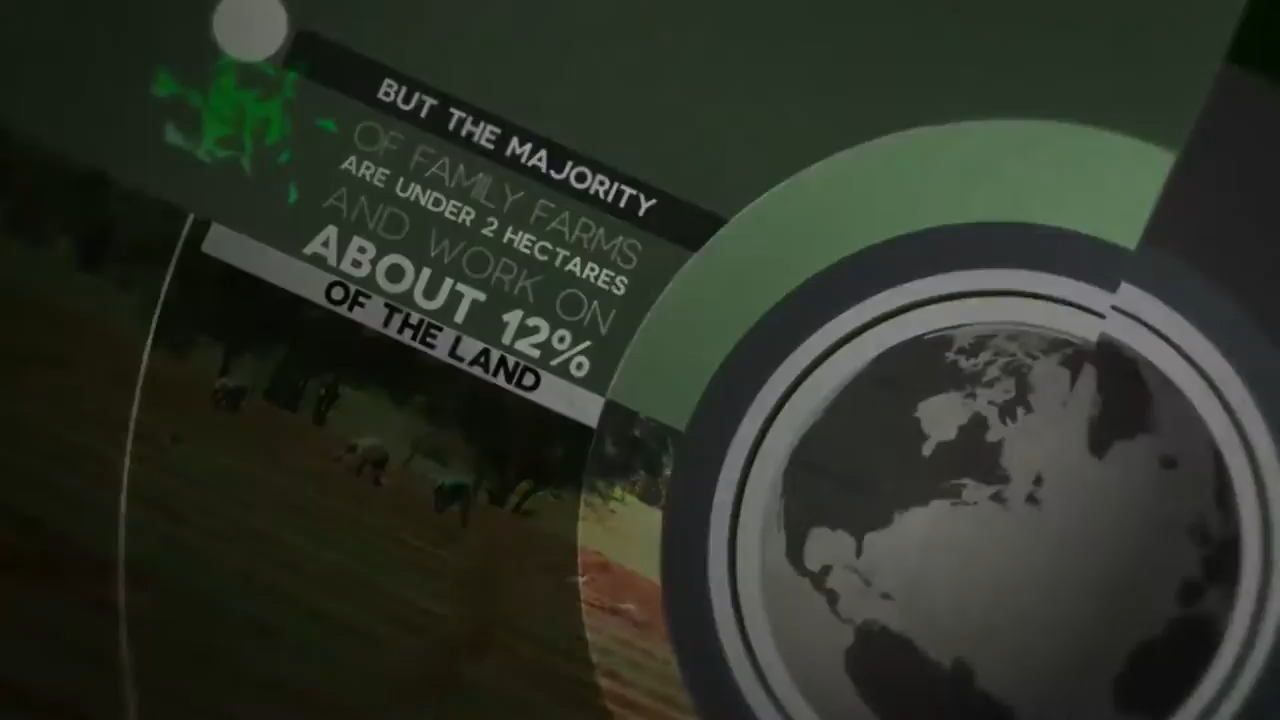 BUT THE MAJORITY
OF FAMILY FARMS
ARE UNDER 2 HECTARES
AND WORK ON
ABOUT 12%
OF THE LAND